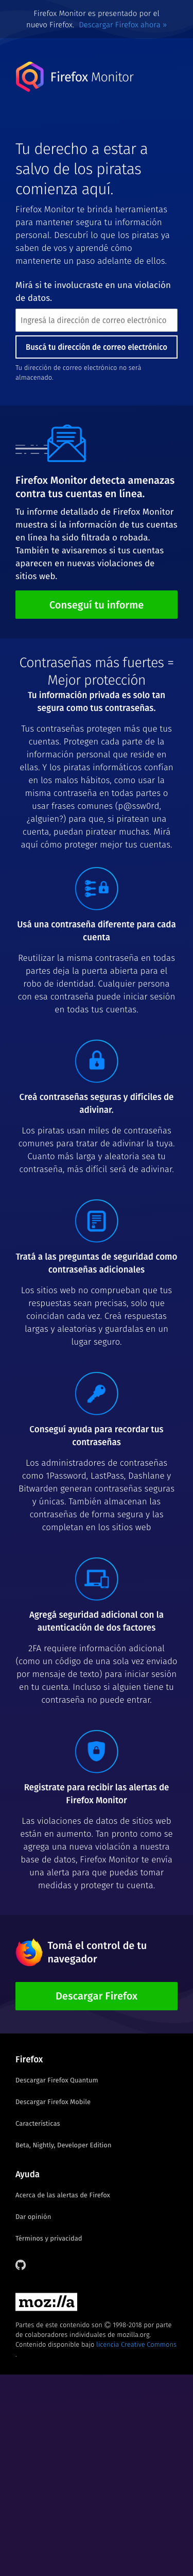 Firefox Monitor es presentado por el
nuevo Firefox. Descargar Firefox ahora »
Firefox Monitor
Tu derecho a estar a
salvo de los piratas
comienza aquí.
Firefox Monitor te brinda herramientas
para mantener segura tu información
personal. Descubrí lo que los piratas ya
saben de vos y aprendé cómo
mantenerte un paso adelante de ellos.
Mirá si te involucraste en una violación
de datos.
Ingresá la dirección de correo electrónico
Buscá tu dirección de correo electrónico
Tu dirección de correo electrónico no será
almacenado.
Firefox Monitor detecta amenazas
contra tus cuentas en línea.
Tu informe detallado de Firefox Monitor
muestra si la información de tus cuentas
en línea ha sido filtrada o robada.
También te avisaremos si tus cuentas
aparecen en nuevas violaciones de
sitios web.
Conseguí tu informe
Contraseñas más fuertes =
Mejor protección
Tu información privada es solo tan
segura como tus contraseñas.
Tus contraseñas protegen más que tus
cuentas. Protegen cada parte de la
información personal que reside en
ellas. Y los piratas informáticos confían
en los malos hábitos, como usar la
misma contraseña en todas partes o
usar frases comunes (p@ssw0rd,
¿alguien?) para que, si piratean una
cuenta, puedan piratear muchas. Mirá
aquí cómo proteger mejor tus cuentas.
Usá una contraseña diferente para cada
cuenta
Reutilizar la misma contraseña en todas
partes deja la puerta abierta para el
robo de identidad. Cualquier persona
con esa contraseña puede iniciar sesión
en todas tus cuentas.
Creá contraseñas seguras y difíciles de
adivinar.
Los piratas usan miles de contraseñas
comunes para tratar de adivinar la tuya.
Cuanto más larga y aleatoria sea tu
contraseña, más difícil será de adivinar.
Tratá a las preguntas de seguridad como
contraseñas adicionales
Los sitios web no comprueban que tus
respuestas sean precisas, solo que
coincidan cada vez. Creá respuestas
largas y aleatorias y guardalas en un
lugar seguro.
Conseguí ayuda para recordar tus
contraseñas
Los administradores de contraseñas
como 1Password, LastPass, Dashlane y
Bitwarden generan contraseñas seguras
y únicas. También almacenan las
contraseñas de forma segura y las
completan en los sitios web
Agregá seguridad adicional con la
autenticación de dos factores
2FA requiere información adicional
(como un código de una sola vez enviado
por mensaje de texto) para iniciar sesión
en tu cuenta. Incluso si alguien tiene tu
contraseña no puede entrar.
Registrate para recibir las alertas de
Firefox Monitor
Las violaciones de datos de sitios web
están en aumento. Tan pronto como se
agrega una nueva violación a nuestra
base de datos, Firefox Monitor te envía
una alerta para que puedas tomar
medidas y proteger tu cuenta.
Tomá el control de tu
navegador
Descargar Firefox
Firefox
Descargar Firefox Quantum
Descargar Firefox Mobile
Características
Beta, Nightly, Developer Edition
Ayuda
Acerca de las alertas de Firefox
Dar opinión
Términos y privacidad
moz://a
Partes de este contenido son © 1998-2018 por parte
de colaboradores individuales de mozilla.org.
Contenido disponible bajo licencia Creative Commons
.